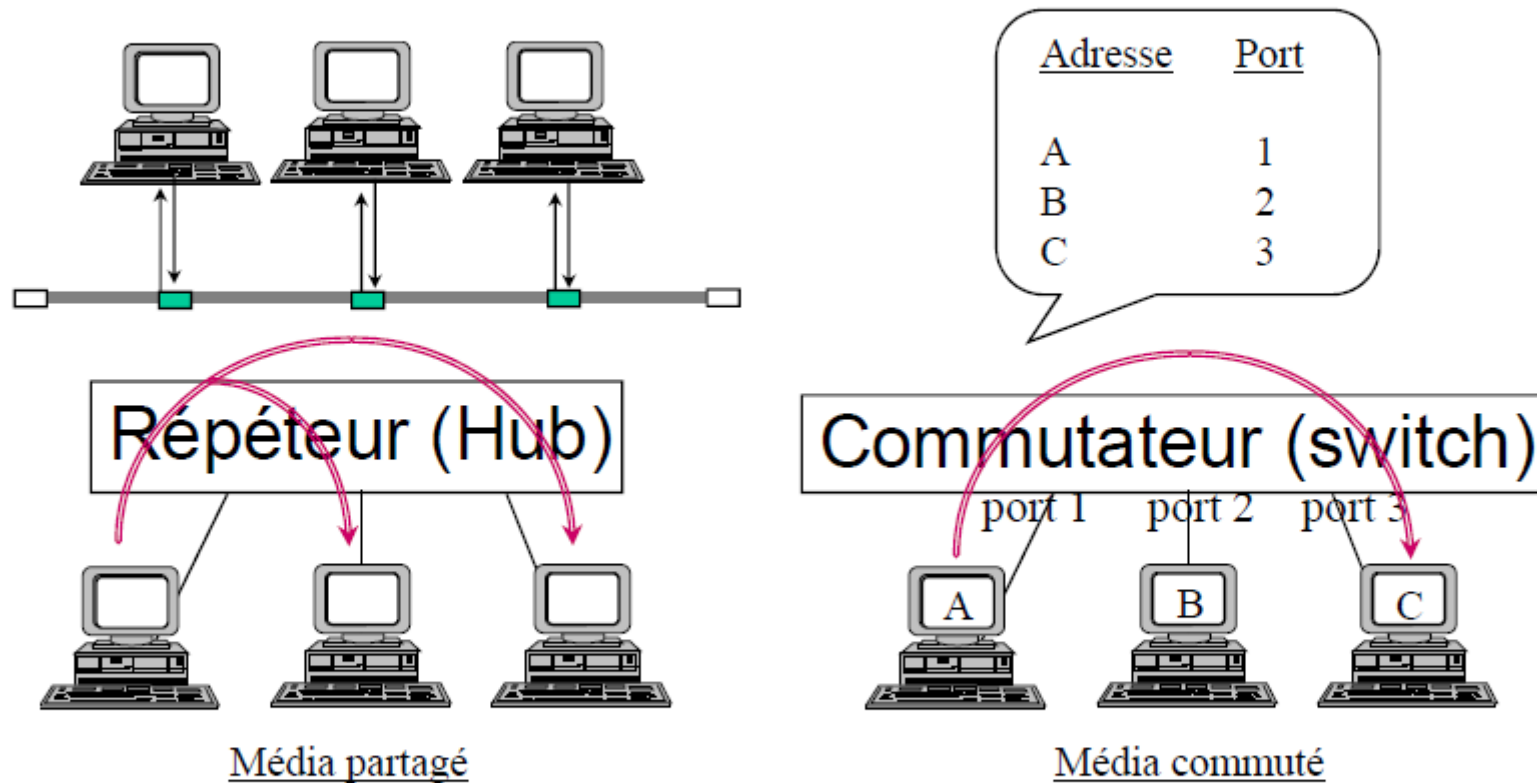 Adresse Port
A 1
B 2
C 3
Répéteur (Hub)
Commutateur (switch)
port 1 port 2 port 3
A B C
Média partagé
Média commuté